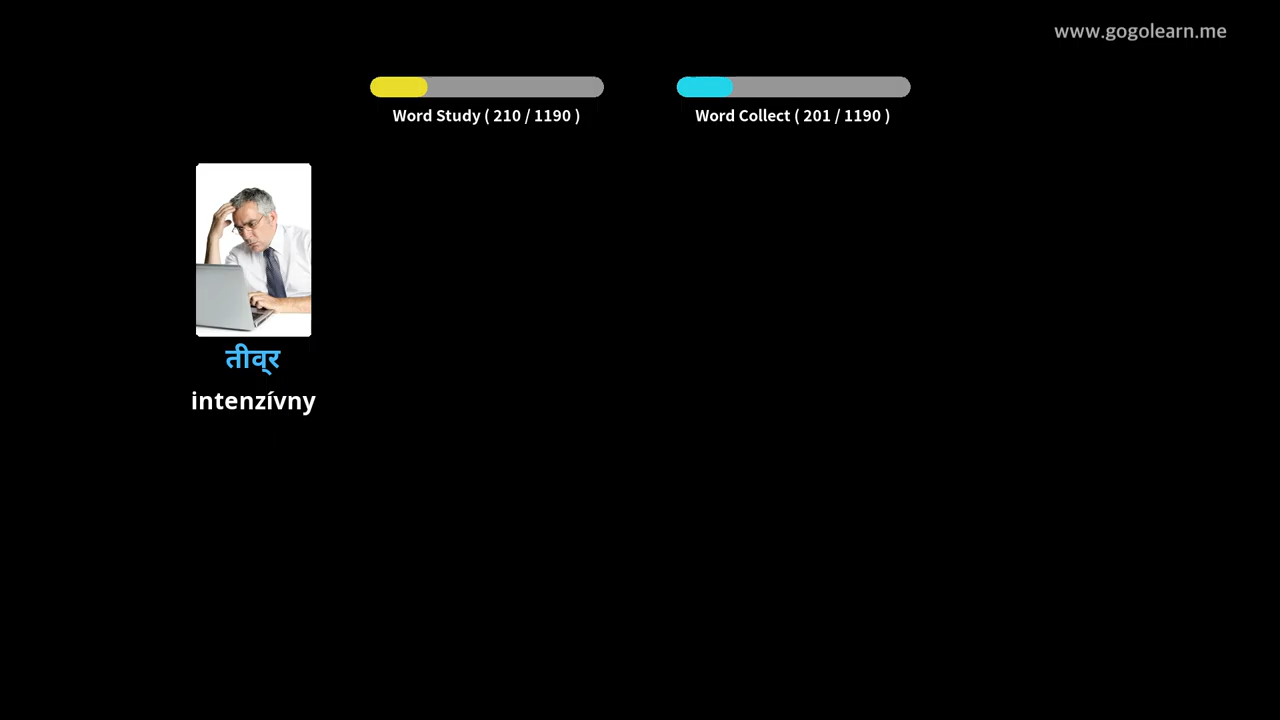 www.gogolearn.me
Word Study ( 210 / 1190 )
Word Collect ( 201 / 1190 )
तीव्र
intenzívny